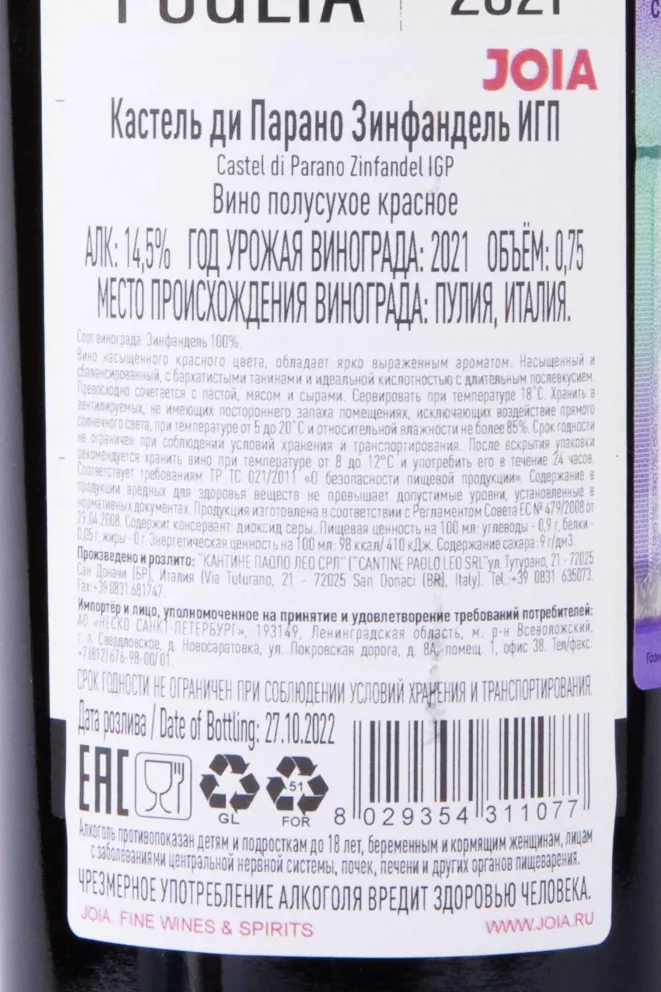 PUGLIA 2021
JOIA
Кастель ди Парано Зинфандель ИГП
Castel di Parano Zinfandel IGP
Вино полусухое красное
АЛК: 14,5% ГОД УРОЖАЯ ВИНОГРАДА: 2021 ОБЪЁМ: 0,75
МЕСТО ПРОИСХОЖДЕНИЯ ВИНОГРАДА: ПУЛИЯ, ИТАЛИЯ.
Сорт винограда: Зинфандель 100%.
Вино насыщенного красного цвета, обладает ярко выраженным ароматом. Насыщенный и
сбалансированный, с бархатистыми танинами и идеальной кислотностью с длительным послевкусием.
Превосходно сочетается с пастой, мясом и сырами. Сервировать при температуре 18˚С. Хранить в
вентилируемых, не имеющих постороннего запаха помещениях, исключающих воздействие прямого
солнечного света, при температуре от 5 до 20˚С и относительной влажности не более 85%. Срок годности
не ограничен при соблюдении условий хранения и транспортирования. После вскрытия упаковки
рекомендуется хранить вино при температуре от 8 до 12°С и употребить его в течение 24 часов.
Соответствует требованиям ТР ТС 021/2011 «О безопасности пищевой продукции». Содержание в
продукции вредных для здоровья веществ не превышает допустимые уровни, установленные в
нормативных документах. Продукция изготовлена в соответствии с Регламентом Совета ЕС № 479/2008 от
29.04.2008. Содержит консервант: диоксид серы. Пищевая ценность на 100 мл: углеводы - 0,9 г, белки -
0,05 г, жиры - 0 г. Энергетическая ценность на 100 мл: 98 ккал/ 410 кДж. Содержание сахара: 9 г/дм3.
Произведено и розлито: "КАНТИНЕ ПАОЛО ЛЕО СРЛ" ("CANTINE PAOLO LEO SRL"ул. Тутурано, 21 - 72025
Сан Доначи (БР), Италия (Via Tuturano, 21 - 72025 San Donaci (BR), Italy). Tel.:+39 0831 635073.
Fax:+39 0831 681747.
Импортёр и лицо, уполномоченное на принятие и удовлетворение требований потребителей:
АО «НЕСКО САНКТ-ПЕТЕРБУРГ», 193149, Ленинградская область, м. р-н Всеволожский,
г. п. Свердловское, д. Новосаратовка, ул. Покровская дорога, д. 8А, помещ. 1, офис 38. Тел/факс:
+7(812)676-98-00/01.
СРОК ГОДНОСТИ НЕ ОГРАНИЧЕН ПРИ СОБЛЮДЕНИИ УСЛОВИЙ ХРАНЕНИЯ И ТРАНСПОРТИРОВАНИЯ.
Дата розлива / Date of Bottling: 27.10.2022
EAC GL 51 FOR 8 029354 311077
Алкоголь противопоказан детям и подросткам до 18 лет, беременным и кормящим женщинам, лицам
с заболеваниями центральной нервной системы, почек, печени и других органов пищеварения.
ЧРЕЗМЕРНОЕ УПОТРЕБЛЕНИЕ АЛКОГОЛЯ ВРЕДИТ ЗДОРОВЬЮ ЧЕЛОВЕКА.
JOIA. FINE WINES & SPIRITS WWW.JOIA.RU